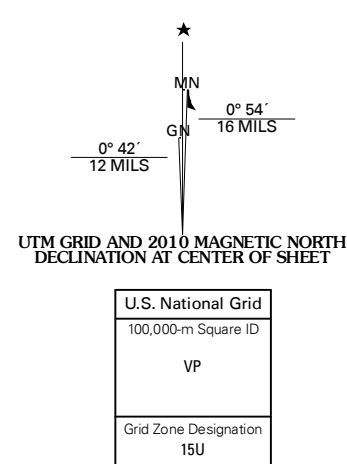 MN
0° 54´
16 MILS
GN
0° 42´
12 MILS
UTM GRID AND 2010 MAGNETIC NORTH
DECLINATION AT CENTER OF SHEET
U.S. National Grid
100,000-m Square ID
VP
Grid Zone Designation
15U